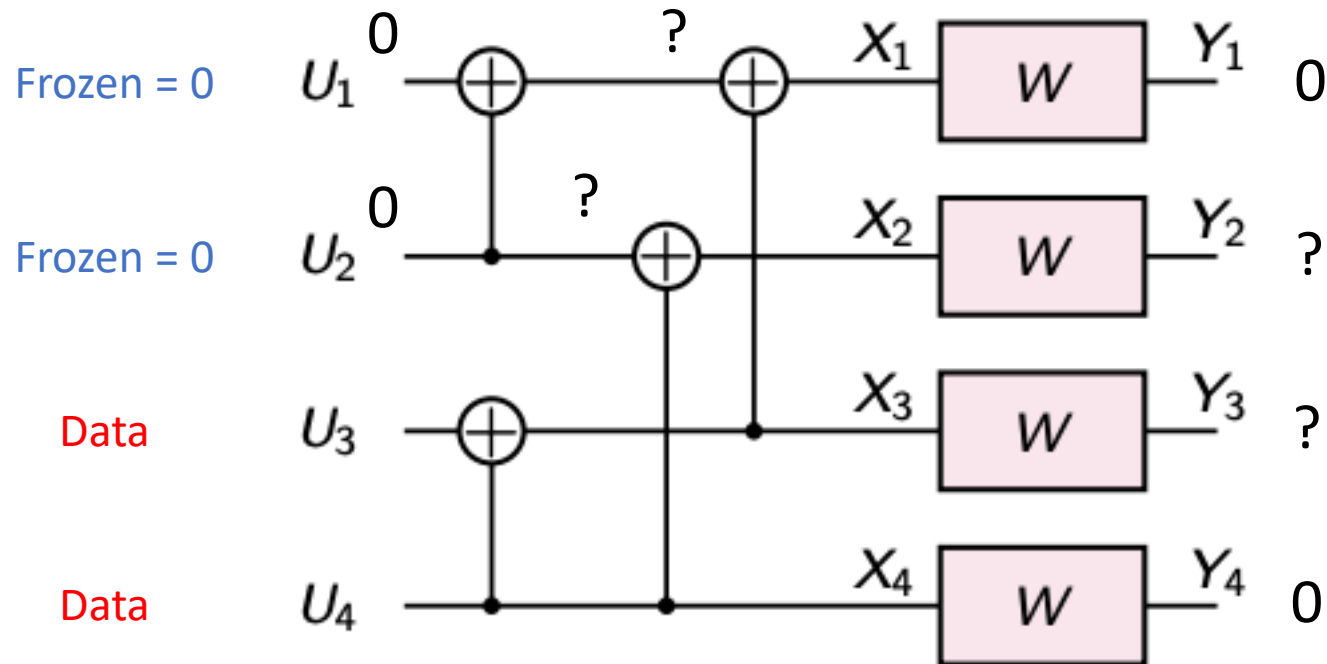 0 ?
Frozen = 0 U₁ X₁ W Y₁ 0
0 ?
Frozen = 0 U₂ X₂ W Y₂ ?
Data U₃ X₃ W Y₃ ?
Data U₄ X₄ W Y₄ 0